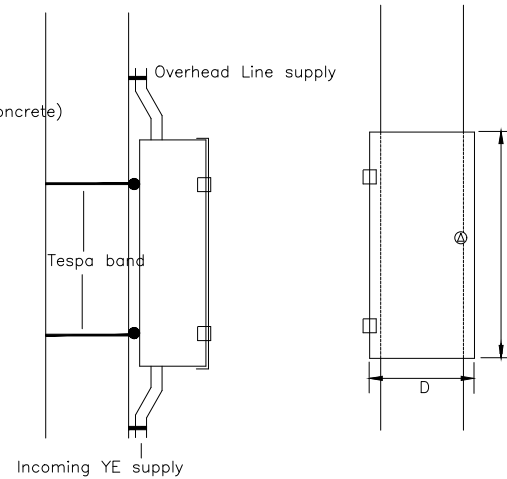 Overhead Line supply
oncrete)
Tespa band
D
Incoming YE supply